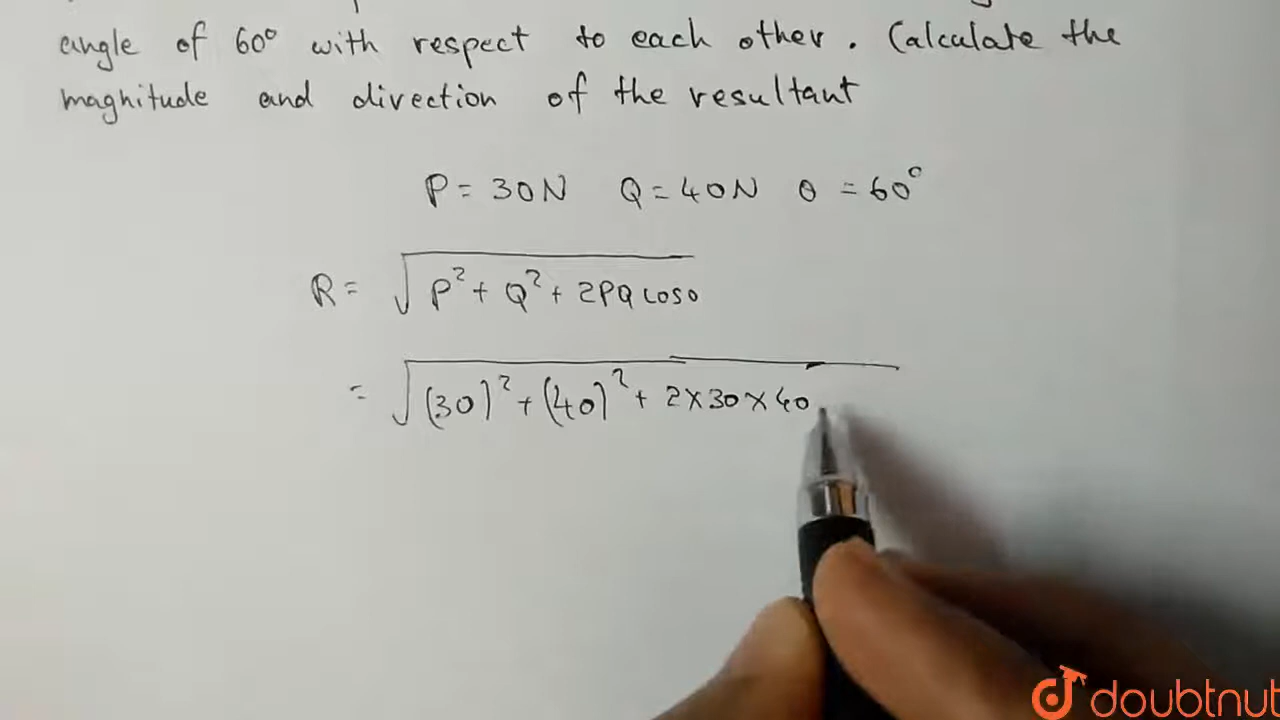 angle of 60° with respect to each other. Calculate the
maghitude and direction of the resultant
P = 30N Q = 40N θ = 60°
R = √P² + Q² + 2PQ cosθ
= √(30)² + (40)² + 2×30×40
doubtnut